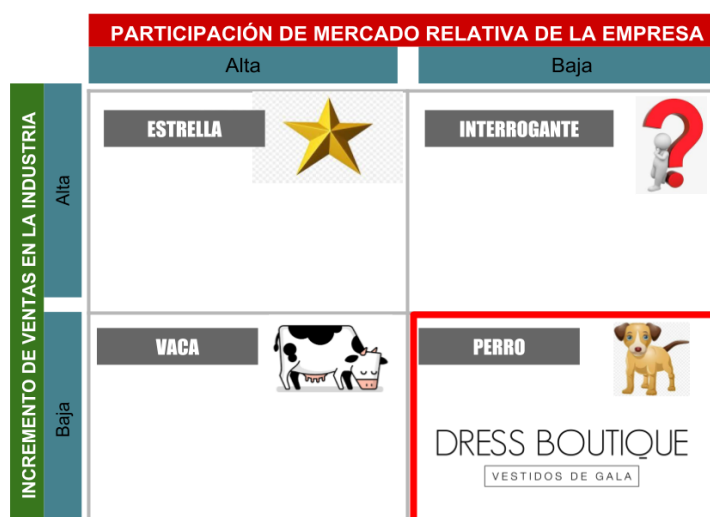 PARTICIPACIÓN DE MERCADO RELATIVA DE LA EMPRESA
Alta
Baja
INCREMENTO DE VENTAS EN LA INDUSTRIA
Alta
ESTRELLA
INTERROGANTE
Baja
VACA
PERRO
DRESS BOUTIQUE
VESTIDOS DE GALA